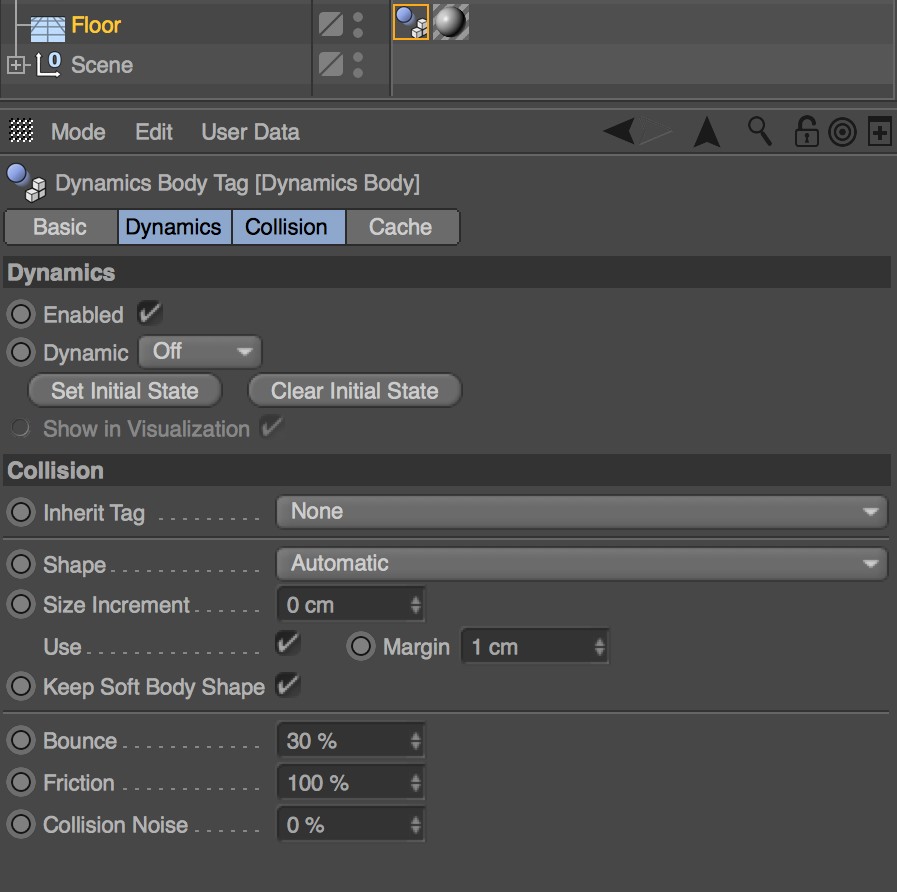 Floor
0 Scene
Mode Edit User Data
Dynamics Body Tag [Dynamics Body]
Basic Dynamics Collision Cache
Dynamics
Enabled
Dynamic Off
Set Initial State Clear Initial State
Show in Visualization
Collision
Inherit Tag . . . . . . . . . None
Shape . . . . . . . . . . . . . Automatic
Size Increment . . . . . . 0 cm
Use . . . . . . . . . . . . . . . Margin 1 cm
Keep Soft Body Shape
Bounce . . . . . . . . . . . . 30 %
Friction . . . . . . . . . . . . 100 %
Collision Noise . . . . . . 0 %